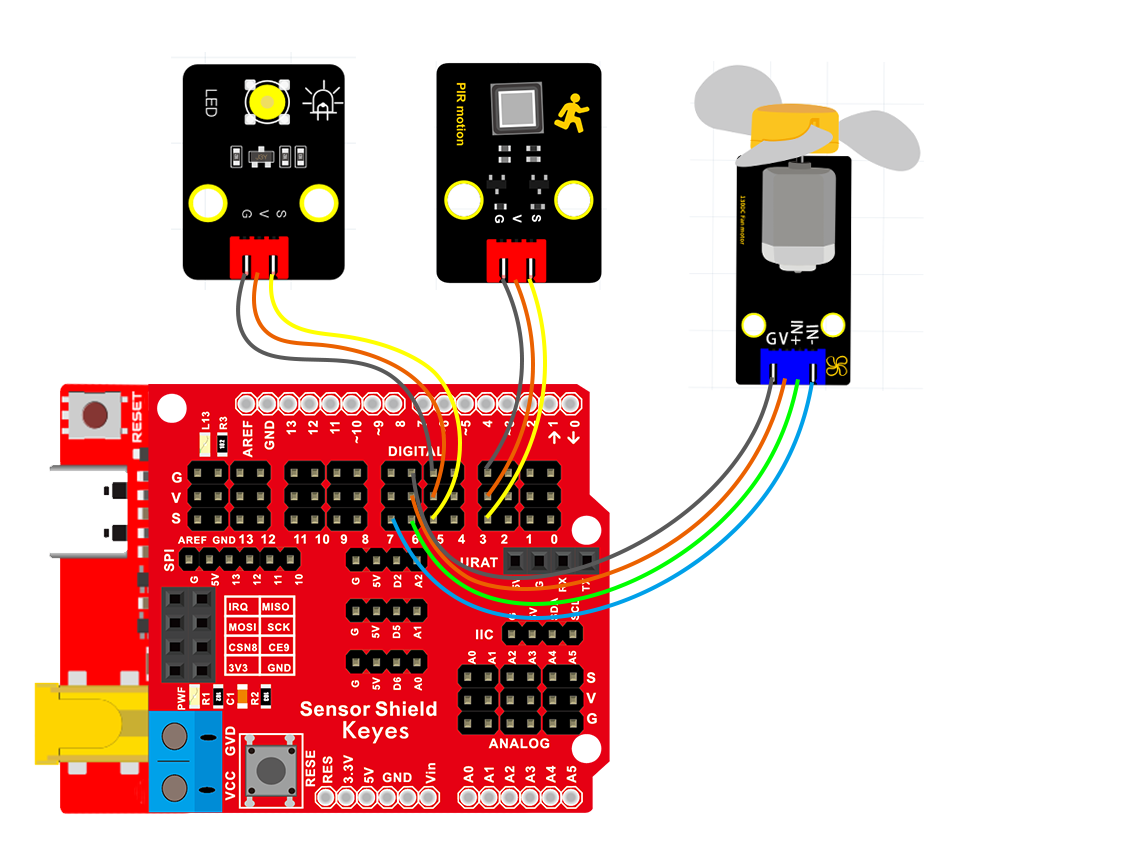 LED
G V S
PIR motion
G V S
130DC Fan motor
G V IN+ IN-
RESET
L13
R3
AREF GND 13 12 11 ~10 ~9 8 7 ~5 4 1 0
DIGITAL
G
V
S
AREF GND 13 12 11 10 9 8 7 6 5 4 3 2 1 0
SPI
G 5V 13 12 11 10
G 5V D2 A2
URAT
5V G RX TX
IRQ MISO
MOSI SCK
CSN8 CE9
3V3 GND
G 5V D5 A1
G 5V SDA SCL
IIC
A0 A1 A2 A3 A4 A5
G 5V D6 A0
S
V
G
ANALOG
PWF
R1
C1
R2
Sensor Shield
Keyes
GVD
VCC
RESE
RES 3.3V 5V GND Vin
A0 A1 A2 A3 A4 A5